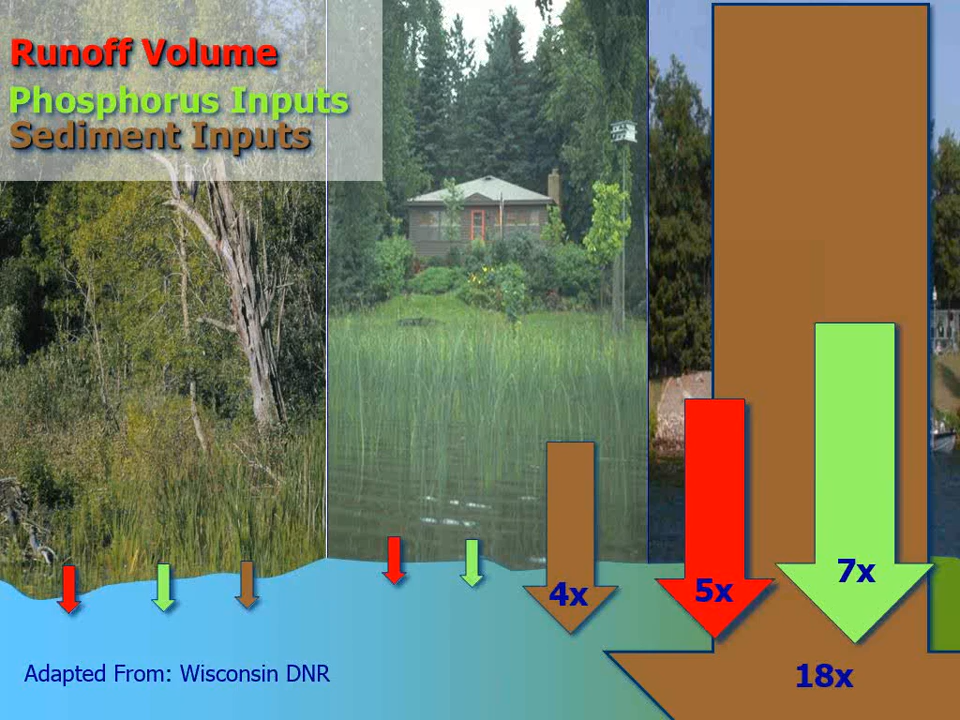 Runoff Volume
Phosphorus Inputs
Sediment Inputs
4x
5x
7x
18x
Adapted From: Wisconsin DNR